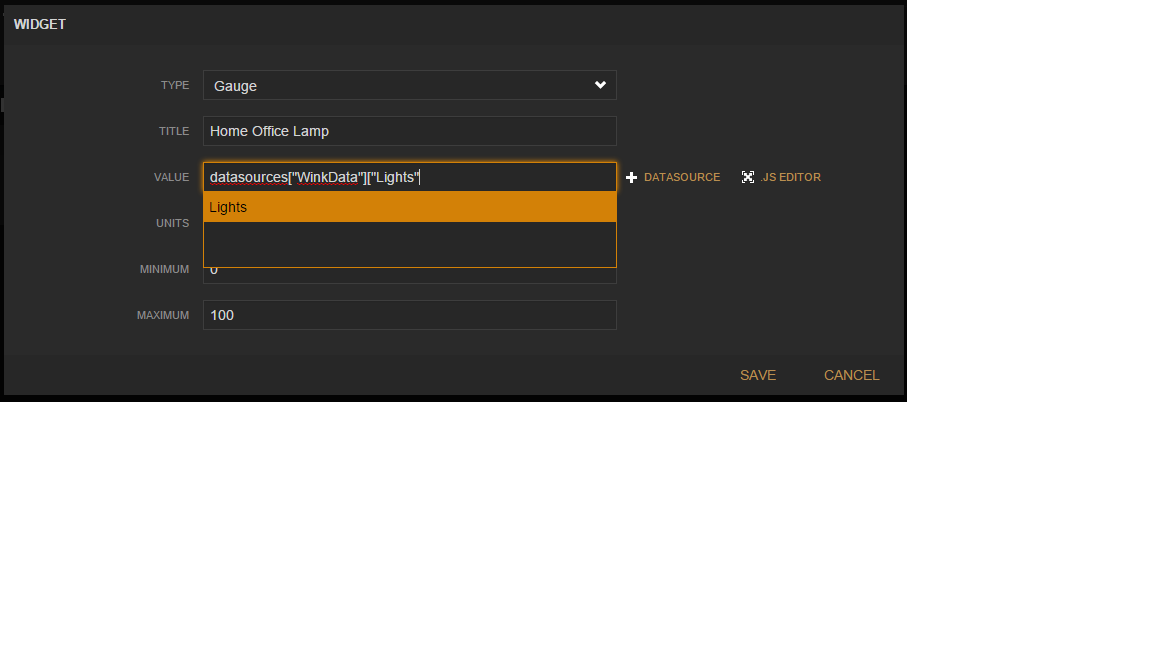 WIDGET
TYPE Gauge
TITLE Home Office Lamp
VALUE datasources["WinkData"]["Lights" DATASOURCE .JS EDITOR
Lights
UNITS
MINIMUM 0
MAXIMUM 100
SAVE CANCEL